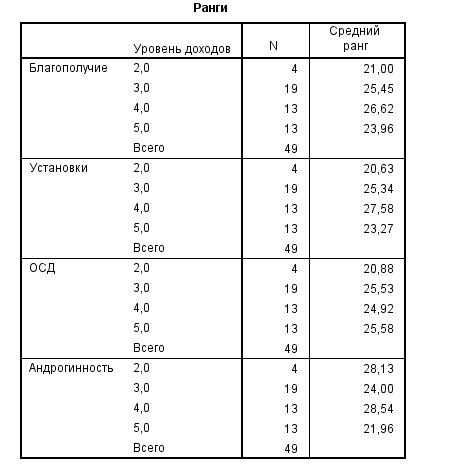 Ранги
Уровень доходов N Средний ранг
Благополучие 2,0 4 21,00
3,0 19 25,45
4,0 13 26,62
5,0 13 23,96
Всего 49
Установки 2,0 4 20,63
3,0 19 25,34
4,0 13 27,58
5,0 13 23,27
Всего 49
ОСД 2,0 4 20,88
3,0 19 25,53
4,0 13 24,92
5,0 13 25,58
Всего 49
Андрогинность 2,0 4 28,13
3,0 19 24,00
4,0 13 28,54
5,0 13 21,96
Всего 49